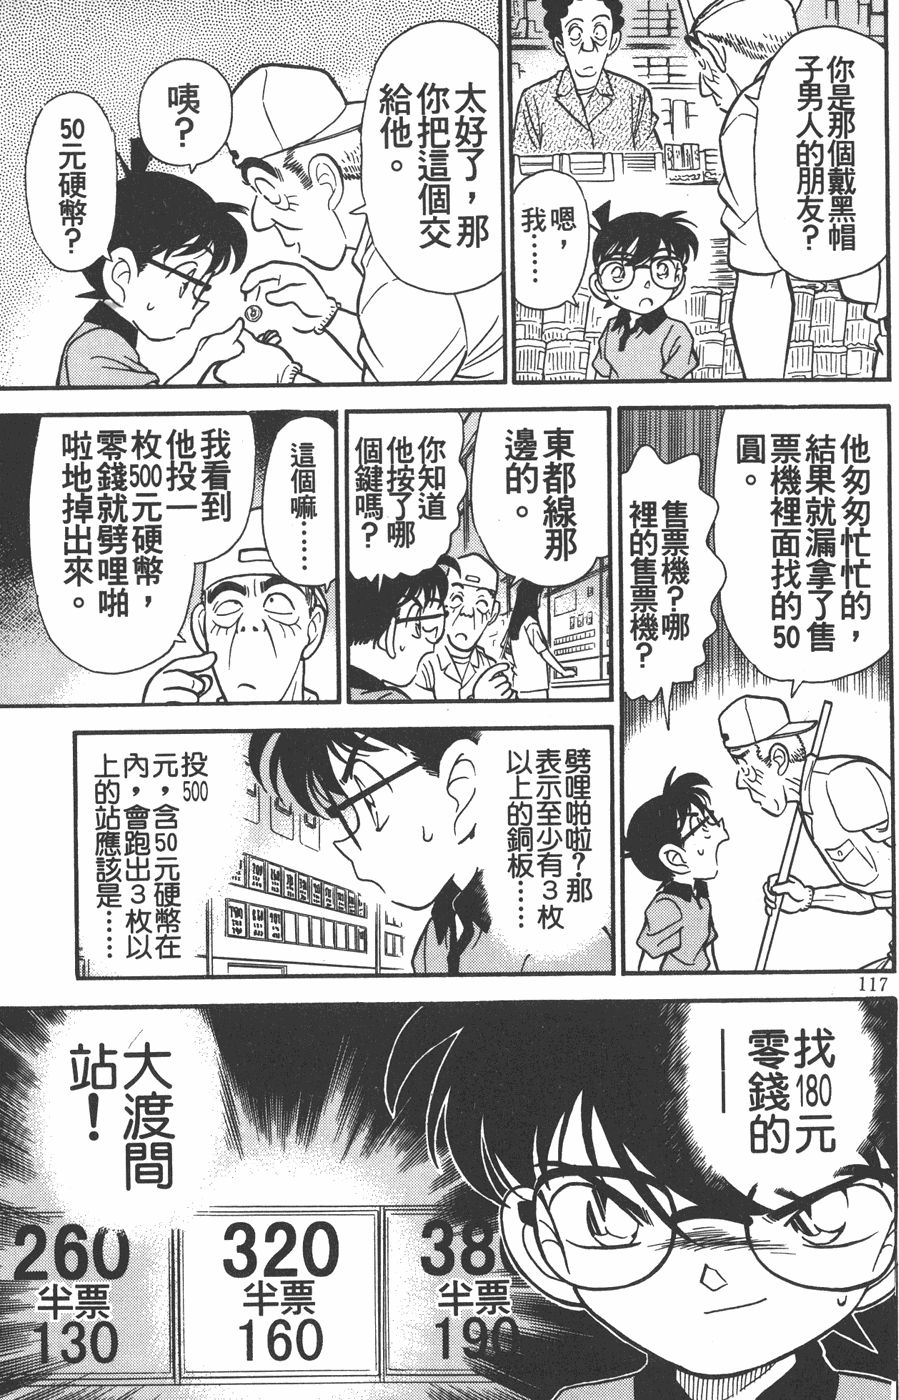 你是那個戴黑帽
子男人的朋友？
嗯，
我……
太好了，那
你把這個交
給他。
咦？
50元硬幣？
他匆匆忙忙的，
結果就漏拿了售
票機裡面找的50
圓。
售票機？哪
裡的售票機？
東都線那
邊的。
你知道
他按了哪
個鍵嗎？
這個嘛……
我看到
他投一
枚500元硬幣，
零錢就劈哩啪
啦地掉出來。
劈哩啪啦？那
表示至少有3枚
以上的銅板……
投500
元，含50元硬幣在
內，會跑出3枚以
上的站應該是……
117
找180元
零錢的
——
大渡間
站！
260
半票
130
320
半票
160
380
半票
190